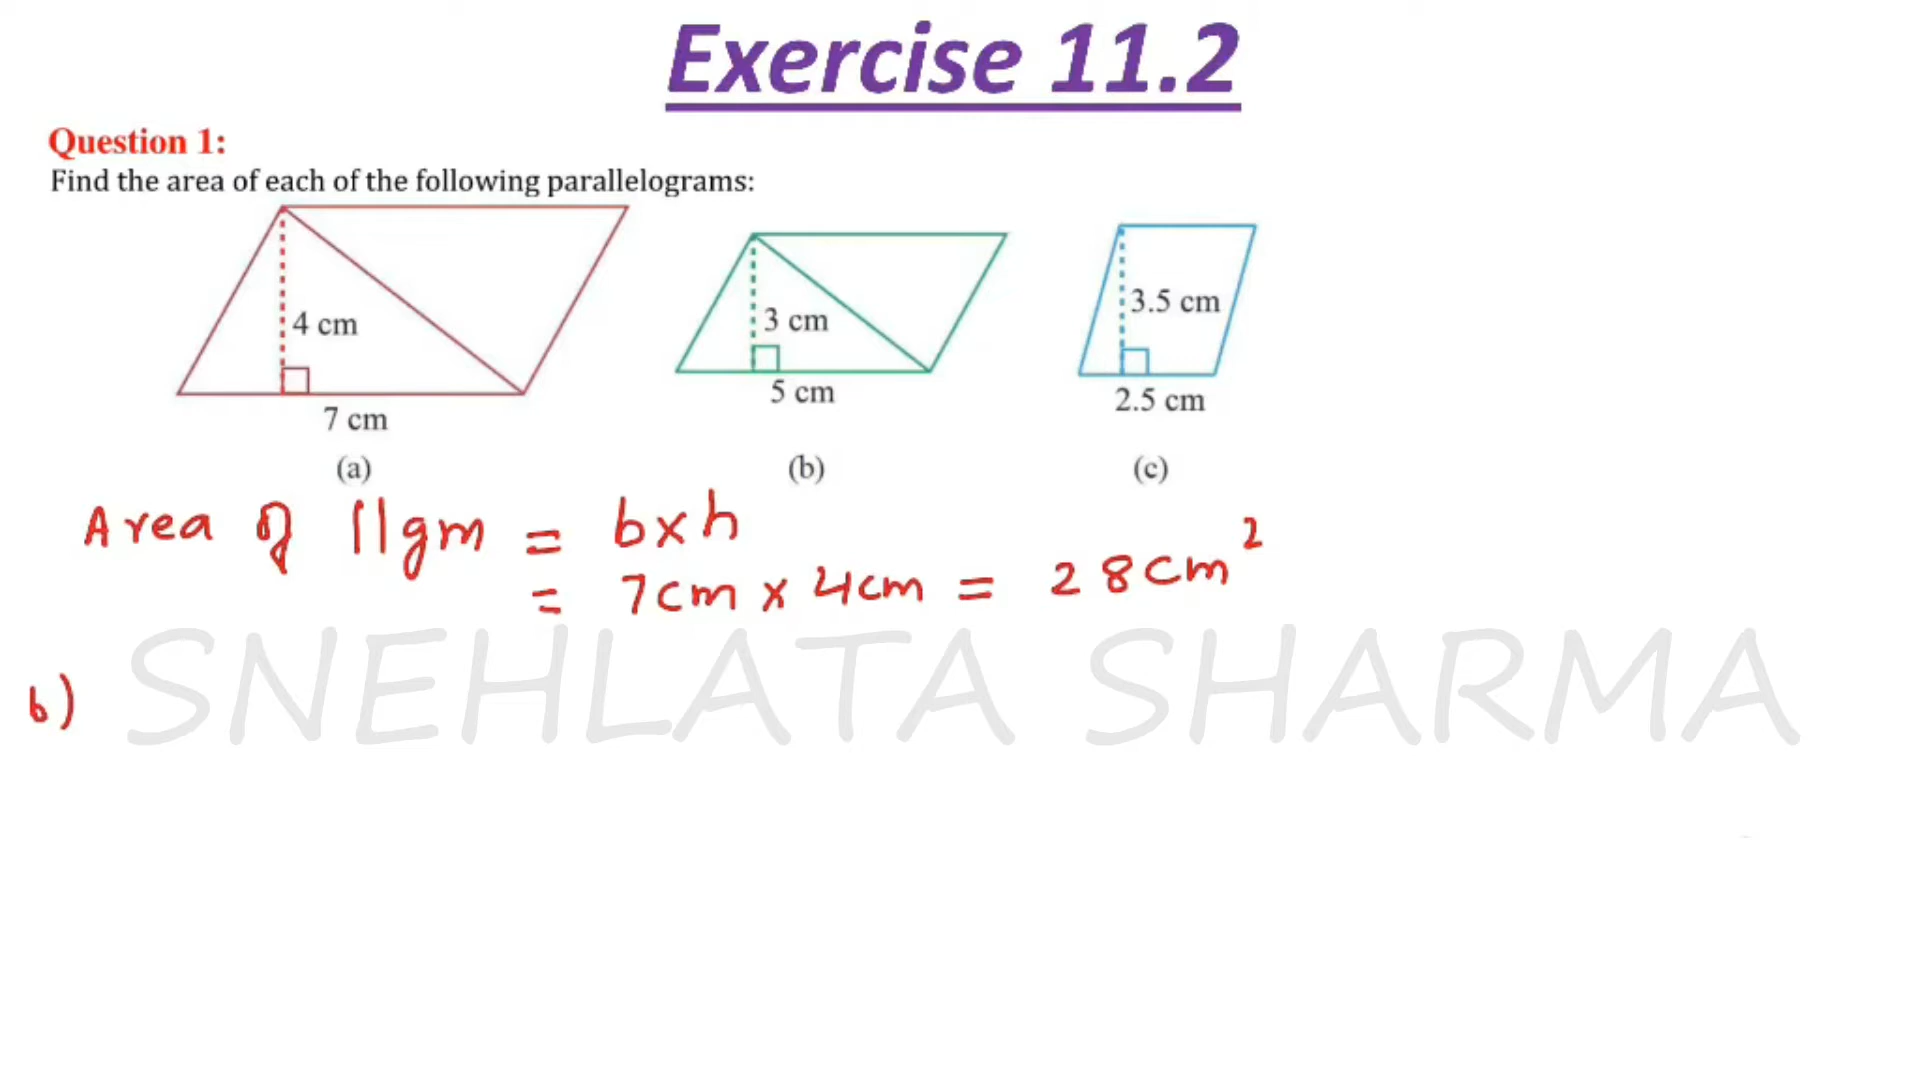 Exercise 11.2
Question 1:
Find the area of each of the following parallelograms:
4 cm
7 cm
(a)
3 cm
5 cm
(b)
3.5 cm
2.5 cm
(c)
Area of ||gm = b×h
= 7cm × 4cm = 28cm²
SNEHLATA SHARMA
b)